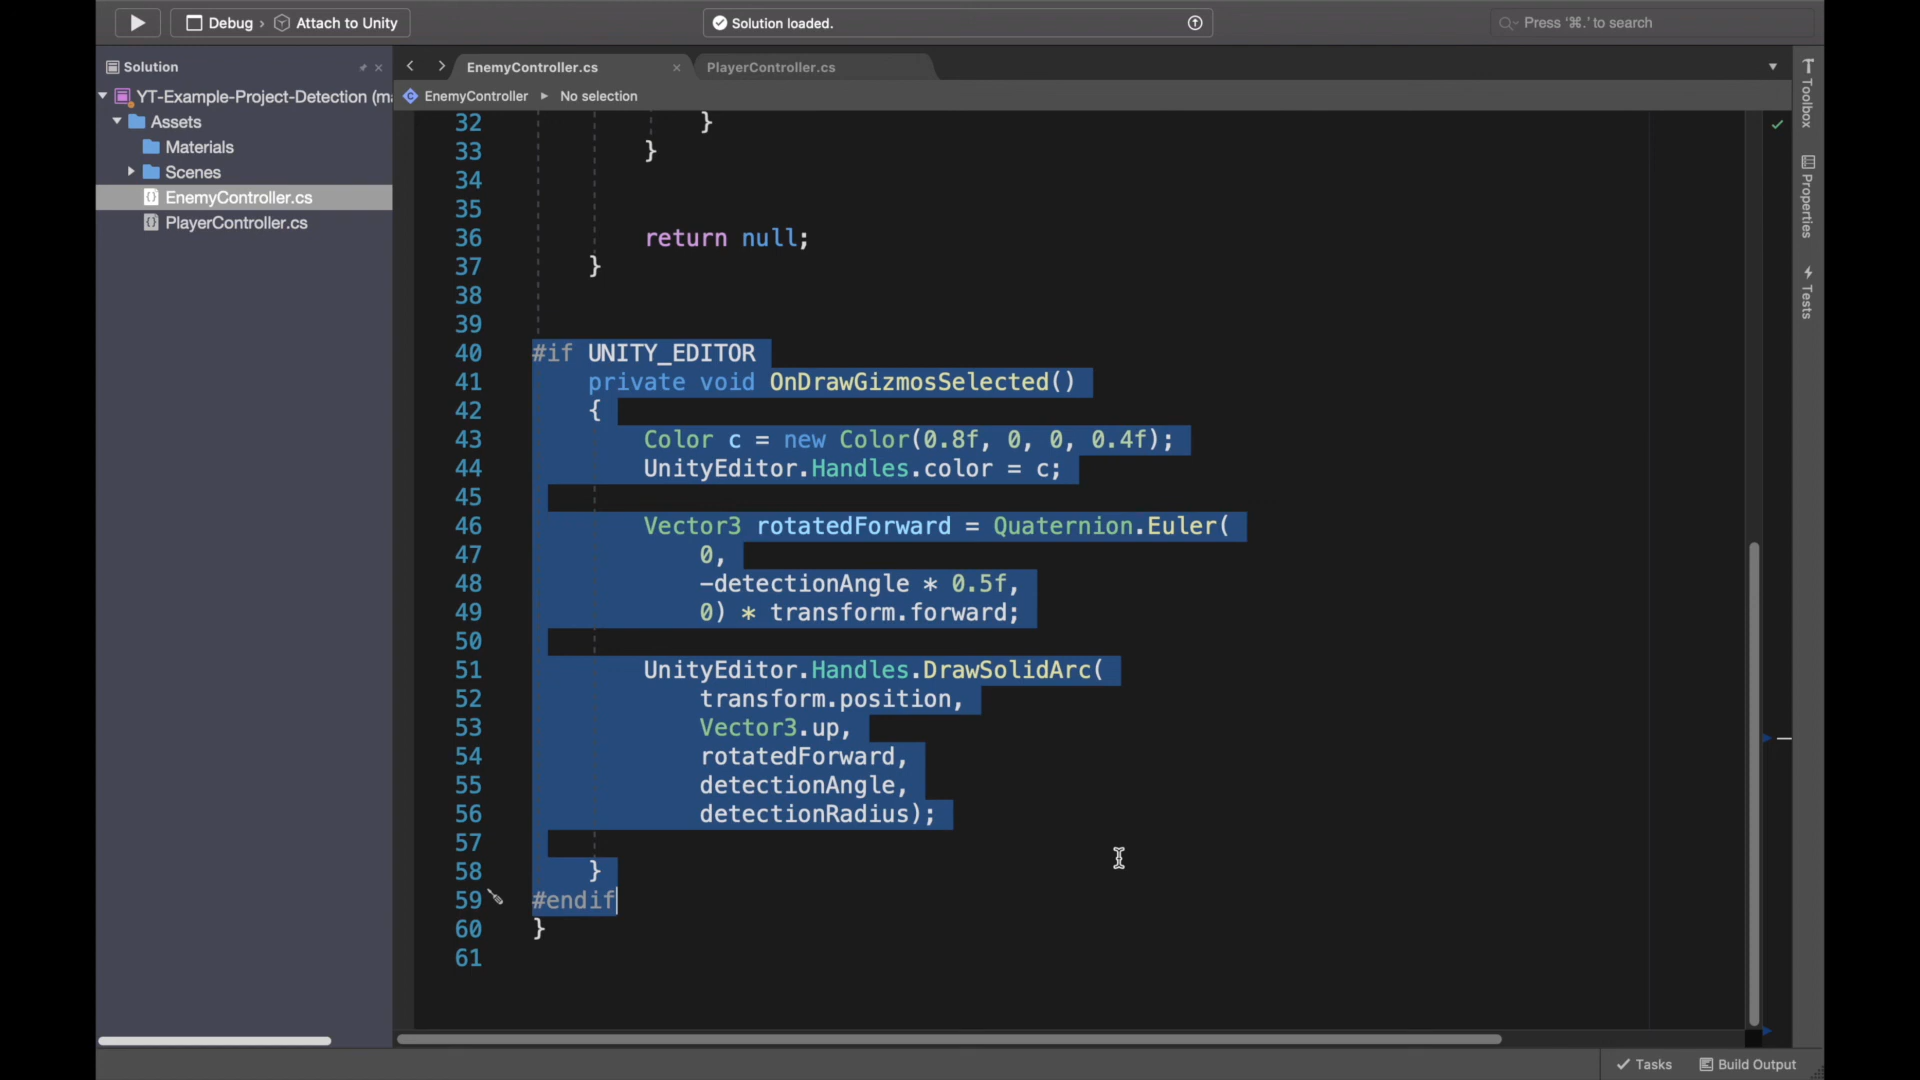 Debug › Attach to Unity
Solution loaded.
Press '⌘.' to search
Solution
EnemyController.cs
PlayerController.cs
YT-Example-Project-Detection (ma
EnemyController ▸ No selection
Assets
Materials
Scenes
EnemyController.cs
PlayerController.cs
32 }
33 }
34
35
36 return null;
37 }
38
39
40 #if UNITY_EDITOR
41 private void OnDrawGizmosSelected()
42 {
43 Color c = new Color(0.8f, 0, 0, 0.4f);
44 UnityEditor.Handles.color = c;
45
46 Vector3 rotatedForward = Quaternion.Euler(
47 0,
48 -detectionAngle * 0.5f,
49 0) * transform.forward;
50
51 UnityEditor.Handles.DrawSolidArc(
52 transform.position,
53 Vector3.up,
54 rotatedForward,
55 detectionAngle,
56 detectionRadius);
57
58 }
59 #endif
60 }
61
Toolbox
Properties
Tests
Tasks
Build Output